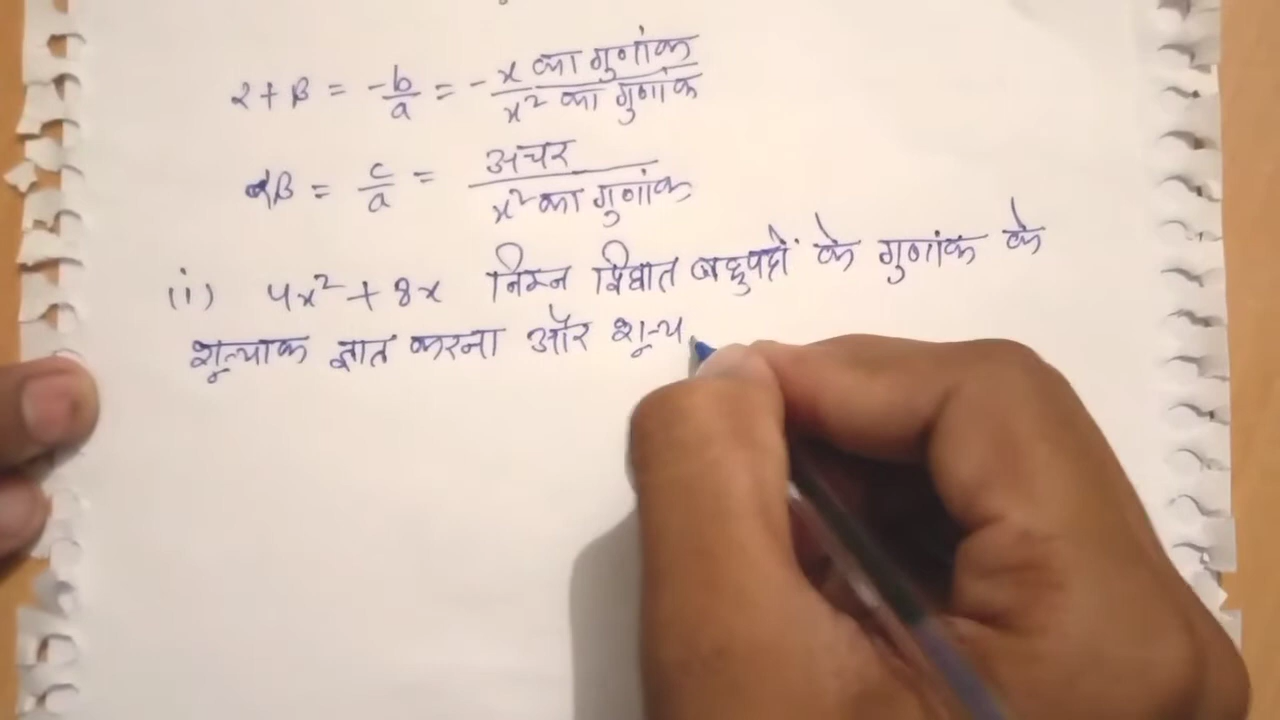 α + β = -b/a = - x का गुणांक / x² का गुणांक
αβ = c/a = अचर / x² का गुणांक
(i) 4x² + 8x निम्न द्विघात बहुपदों के गुणांक के
शून्याक ज्ञात करना और शून्य